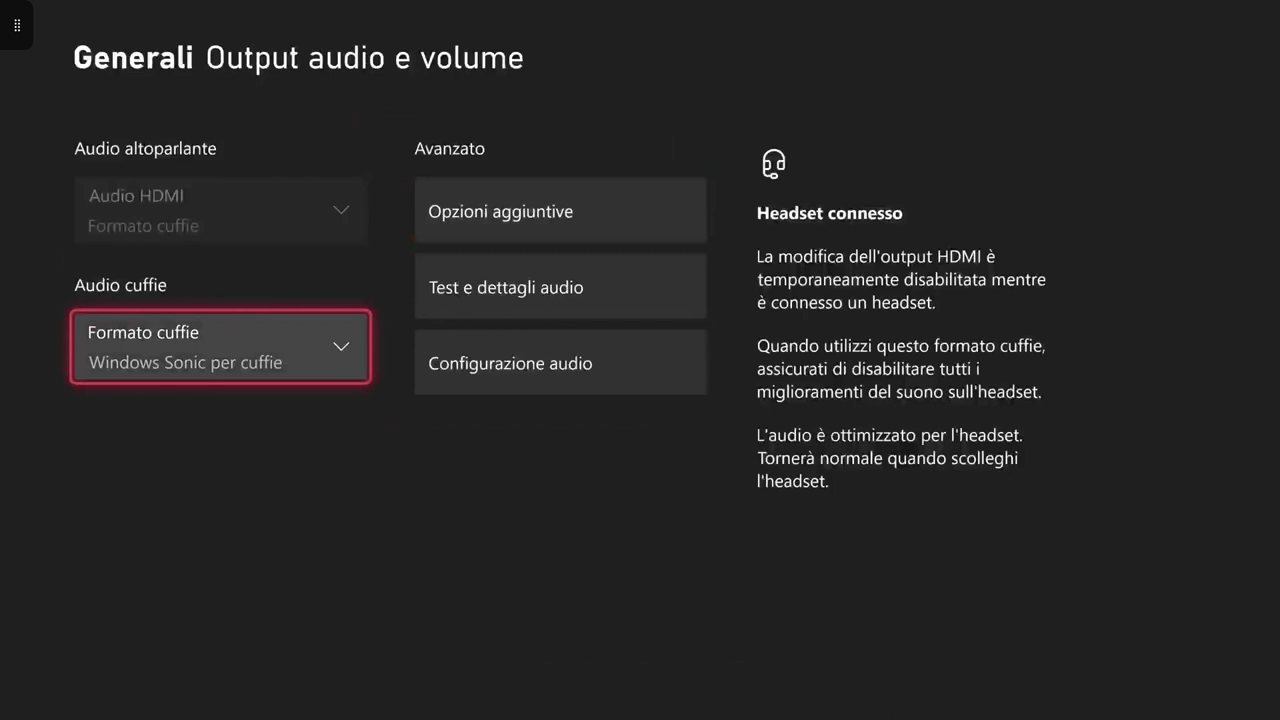 Generali Output audio e volume
Audio altoparlante
Audio HDMI
Formato cuffie
Audio cuffie
Formato cuffie
Windows Sonic per cuffie
Avanzato
Opzioni aggiuntive
Test e dettagli audio
Configurazione audio
Headset connesso
La modifica dell'output HDMI è
temporaneamente disabilitata mentre
è connesso un headset.
Quando utilizzi questo formato cuffie,
assicurati di disabilitare tutti i
miglioramenti del suono sull'headset.
L'audio è ottimizzato per l'headset.
Tornerà normale quando scolleghi
l'headset.